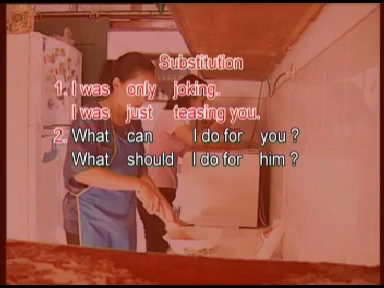 Substitution
1. I was only joking.
I was just teasing you.
2. What can I do for you ?
What should I do for him ?